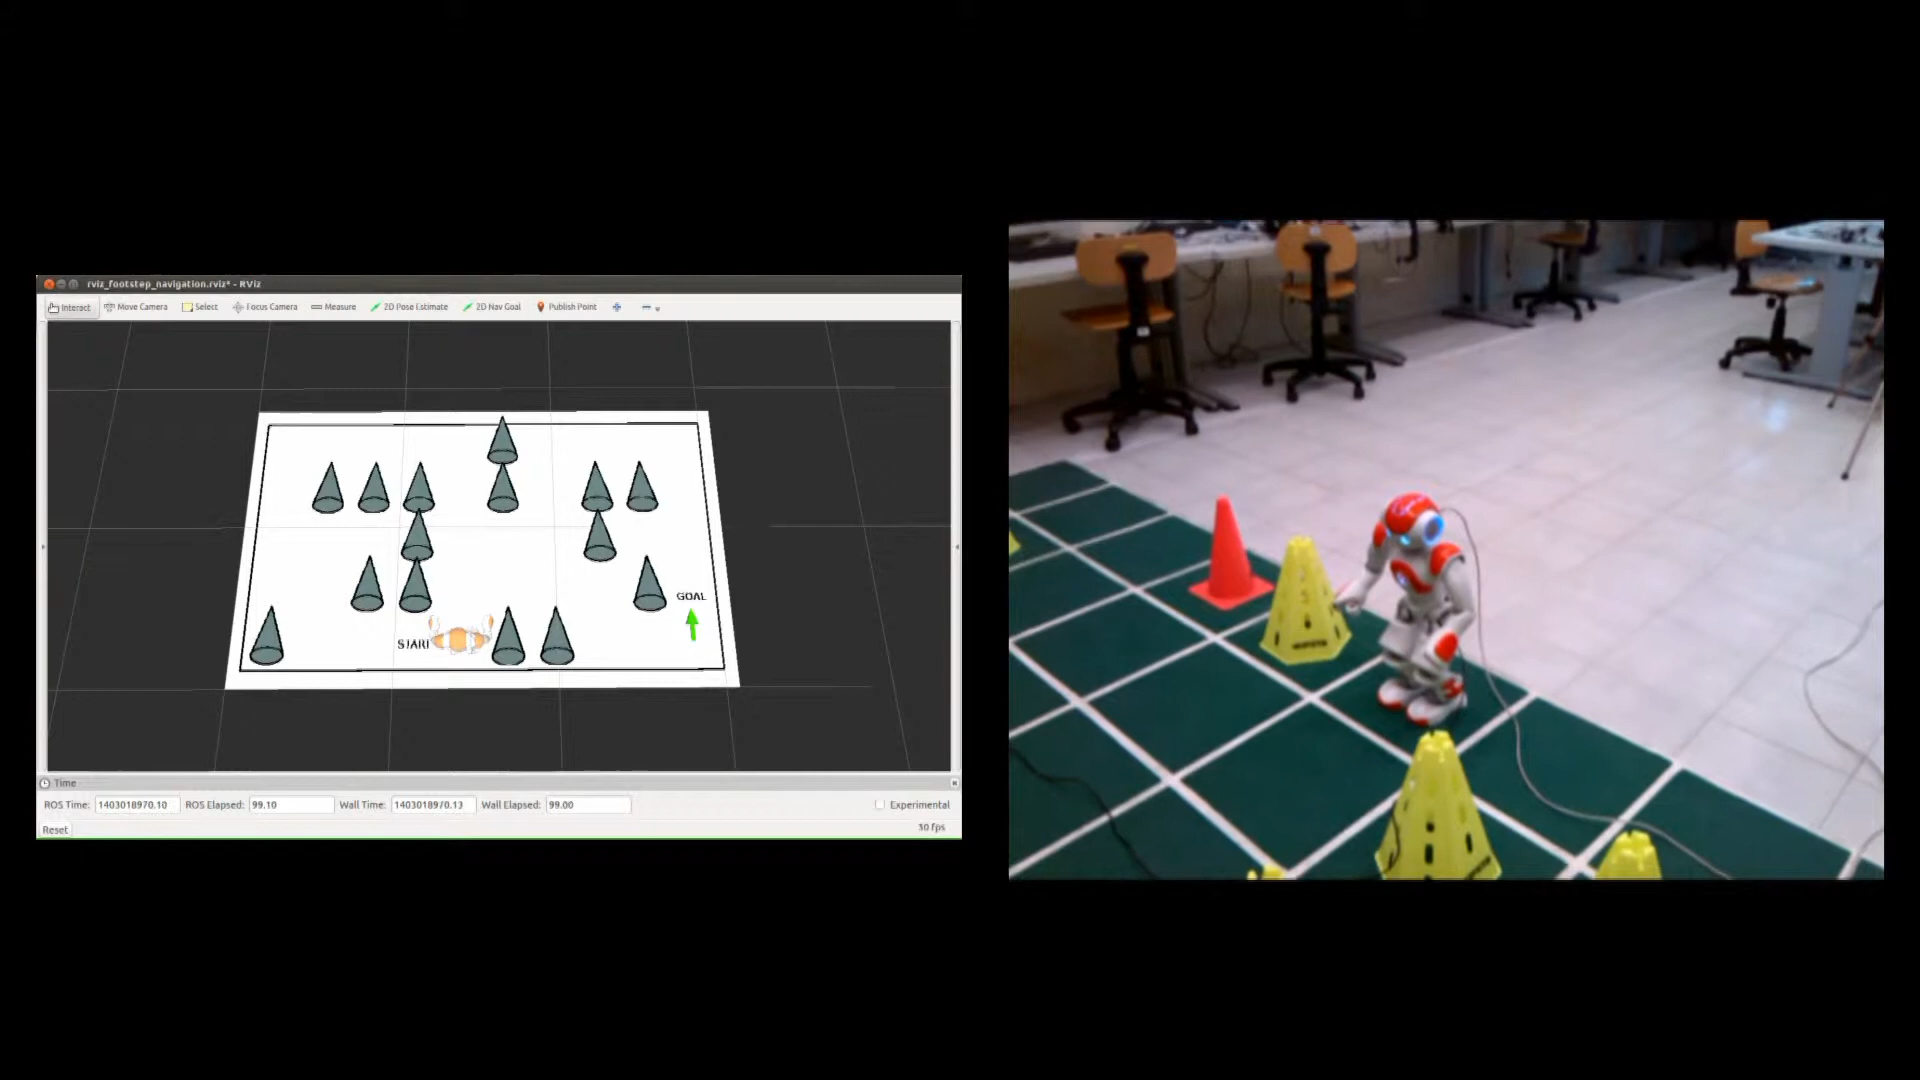 rviz_footstep_navigation.rviz* - RViz
Interact Move Camera Select Focus Camera Measure 2D Pose Estimate 2D Nav Goal Publish Point
GOAL
START
Time
ROS Time: 1403018970.10 ROS Elapsed: 99.10 Wall Time: 1403018970.13 Wall Elapsed: 99.00 Experimental
Reset
30 fps